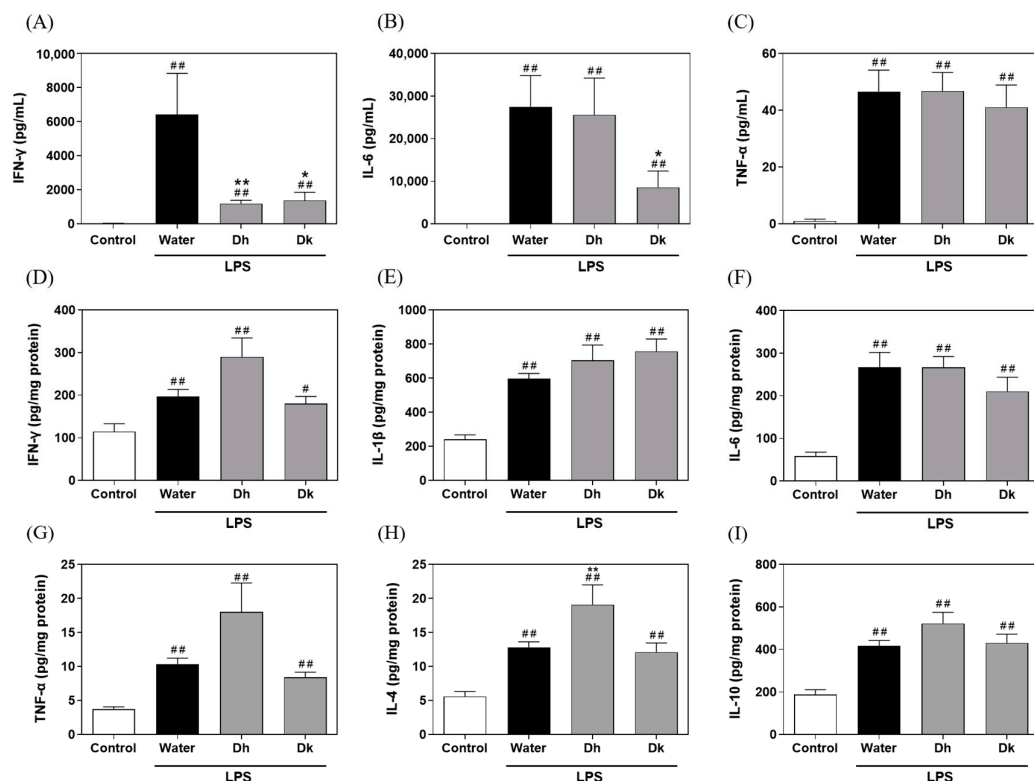 (A)
IFN-γ (pg/mL)
10,000
8000
6000
4000
2000
0
##
**
##
*
##
Control Water Dh Dk
LPS
(B)
IL-6 (pg/mL)
40,000
30,000
20,000
10,000
0
##
##
*
##
Control Water Dh Dk
LPS
(C)
TNF-α (pg/mL)
60
40
20
0
##
##
##
Control Water Dh Dk
LPS
(D)
IFN-γ (pg/mg protein)
400
300
200
100
0
##
##
#
Control Water Dh Dk
LPS
(E)
IL-1β (pg/mg protein)
1000
800
600
400
200
0
##
##
##
Control Water Dh Dk
LPS
(F)
IL-6 (pg/mg protein)
400
300
200
100
0
##
##
##
Control Water Dh Dk
LPS
(G)
TNF-α (pg/mg protein)
25
20
15
10
5
0
##
##
##
Control Water Dh Dk
LPS
(H)
IL-4 (pg/mg protein)
25
20
15
10
5
0
##
**
##
##
Control Water Dh Dk
LPS
(I)
IL-10 (pg/mg protein)
800
600
400
200
0
##
##
##
Control Water Dh Dk
LPS